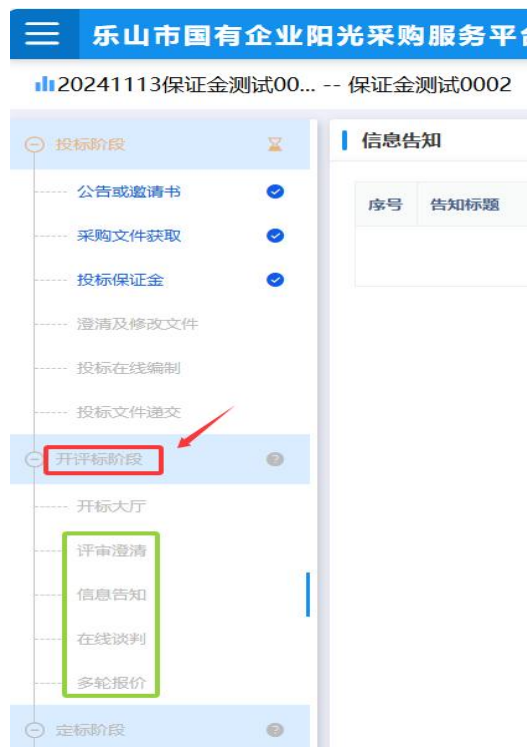 乐山市国有企业阳光采购服务平台
20241113保证金测试00... -- 保证金测试0002
投标阶段
信息告知
公告或邀请书
序号 告知标题
采购文件获取
投标保证金
澄清及修改文件
投标在线编制
投标文件递交
开评标阶段
开标大厅
评审澄清
信息告知
在线谈判
多轮报价
定标阶段